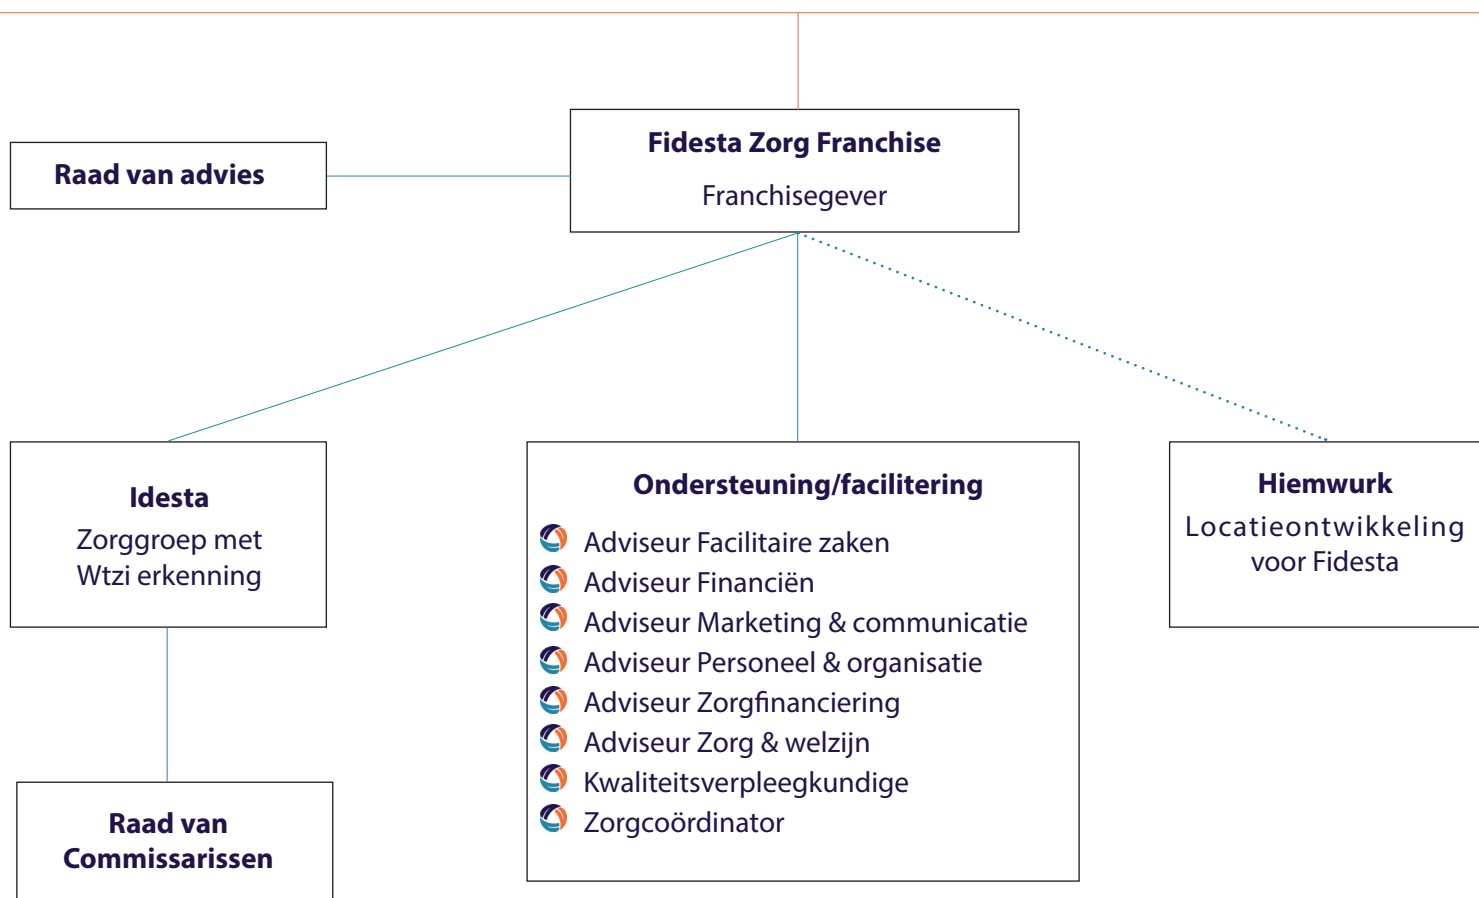 Fidesta Zorg Franchise
Franchisegever
Raad van advies
Idesta
Zorggroep met
Wtzi erkenning
Ondersteuning/facilitering
Adviseur Facilitaire zaken
Adviseur Financiën
Adviseur Marketing & communicatie
Adviseur Personeel & organisatie
Adviseur Zorgfinanciering
Adviseur Zorg & welzijn
Kwaliteitsverpleegkundige
Zorgcoördinator
Hiemwurk
Locatieontwikkeling
voor Fidesta
Raad van
Commissarissen